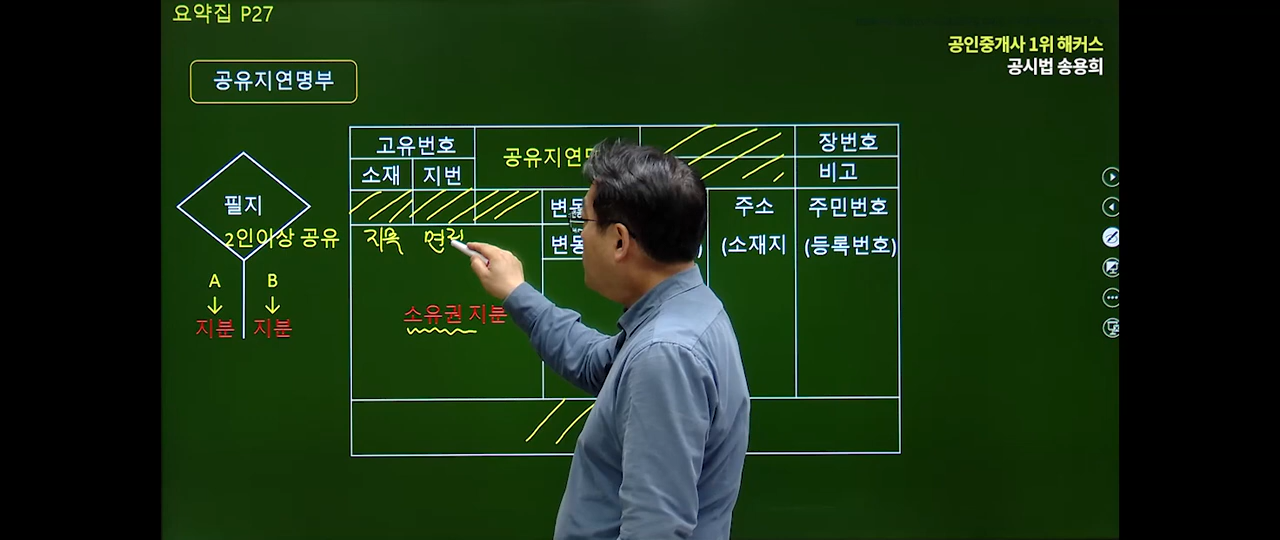 요약집 P27
공인중개사 1위 해커스
공시법 송용희
공유지연명부
고유번호
공유지연명
장번호
소재
지번
비고
필지
2인이상 공유
변동
주소
주민번호
지목 면적
변동
(소재지
(등록번호)
A
B
소유권 지분
지분
지분